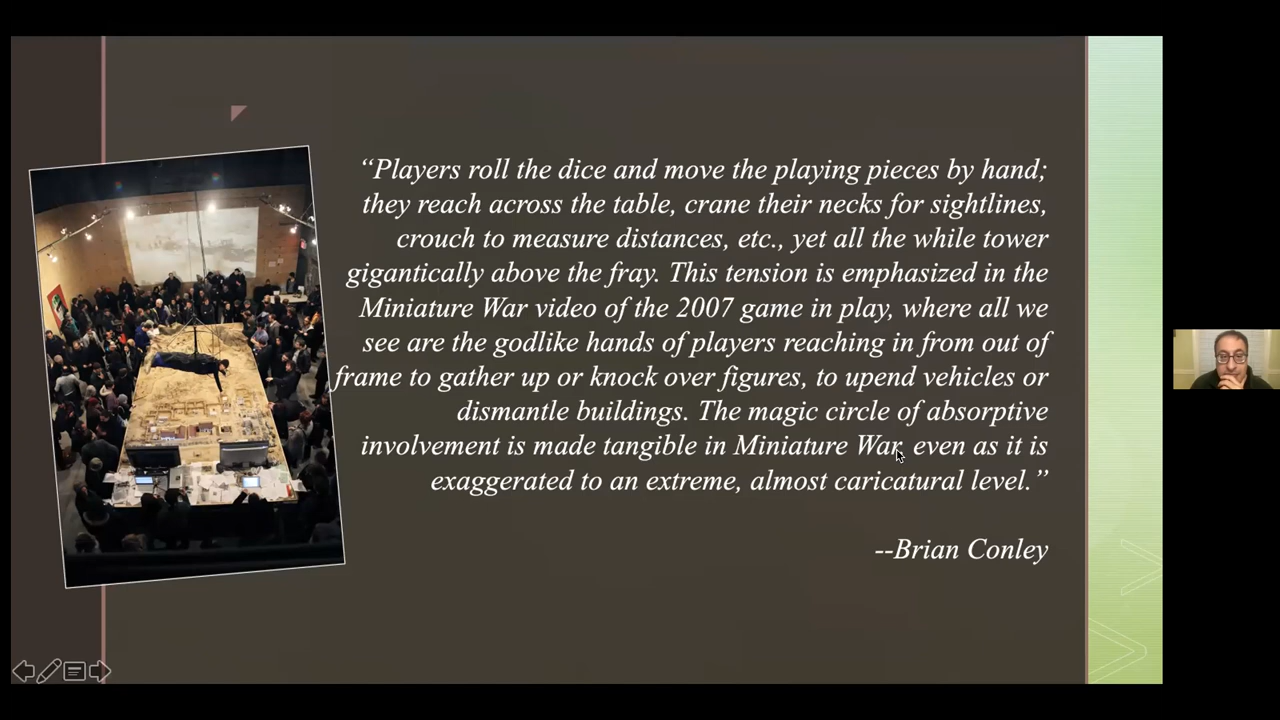 “Players roll the dice and move the playing pieces by hand;
they reach across the table, crane their necks for sightlines,
crouch to measure distances, etc., yet all the while tower
gigantically above the fray. This tension is emphasized in the
Miniature War video of the 2007 game in play, where all we
see are the godlike hands of players reaching in from out of
frame to gather up or knock over figures, to upend vehicles or
dismantle buildings. The magic circle of absorptive
involvement is made tangible in Miniature War, even as it is
exaggerated to an extreme, almost caricatural level.”
--Brian Conley